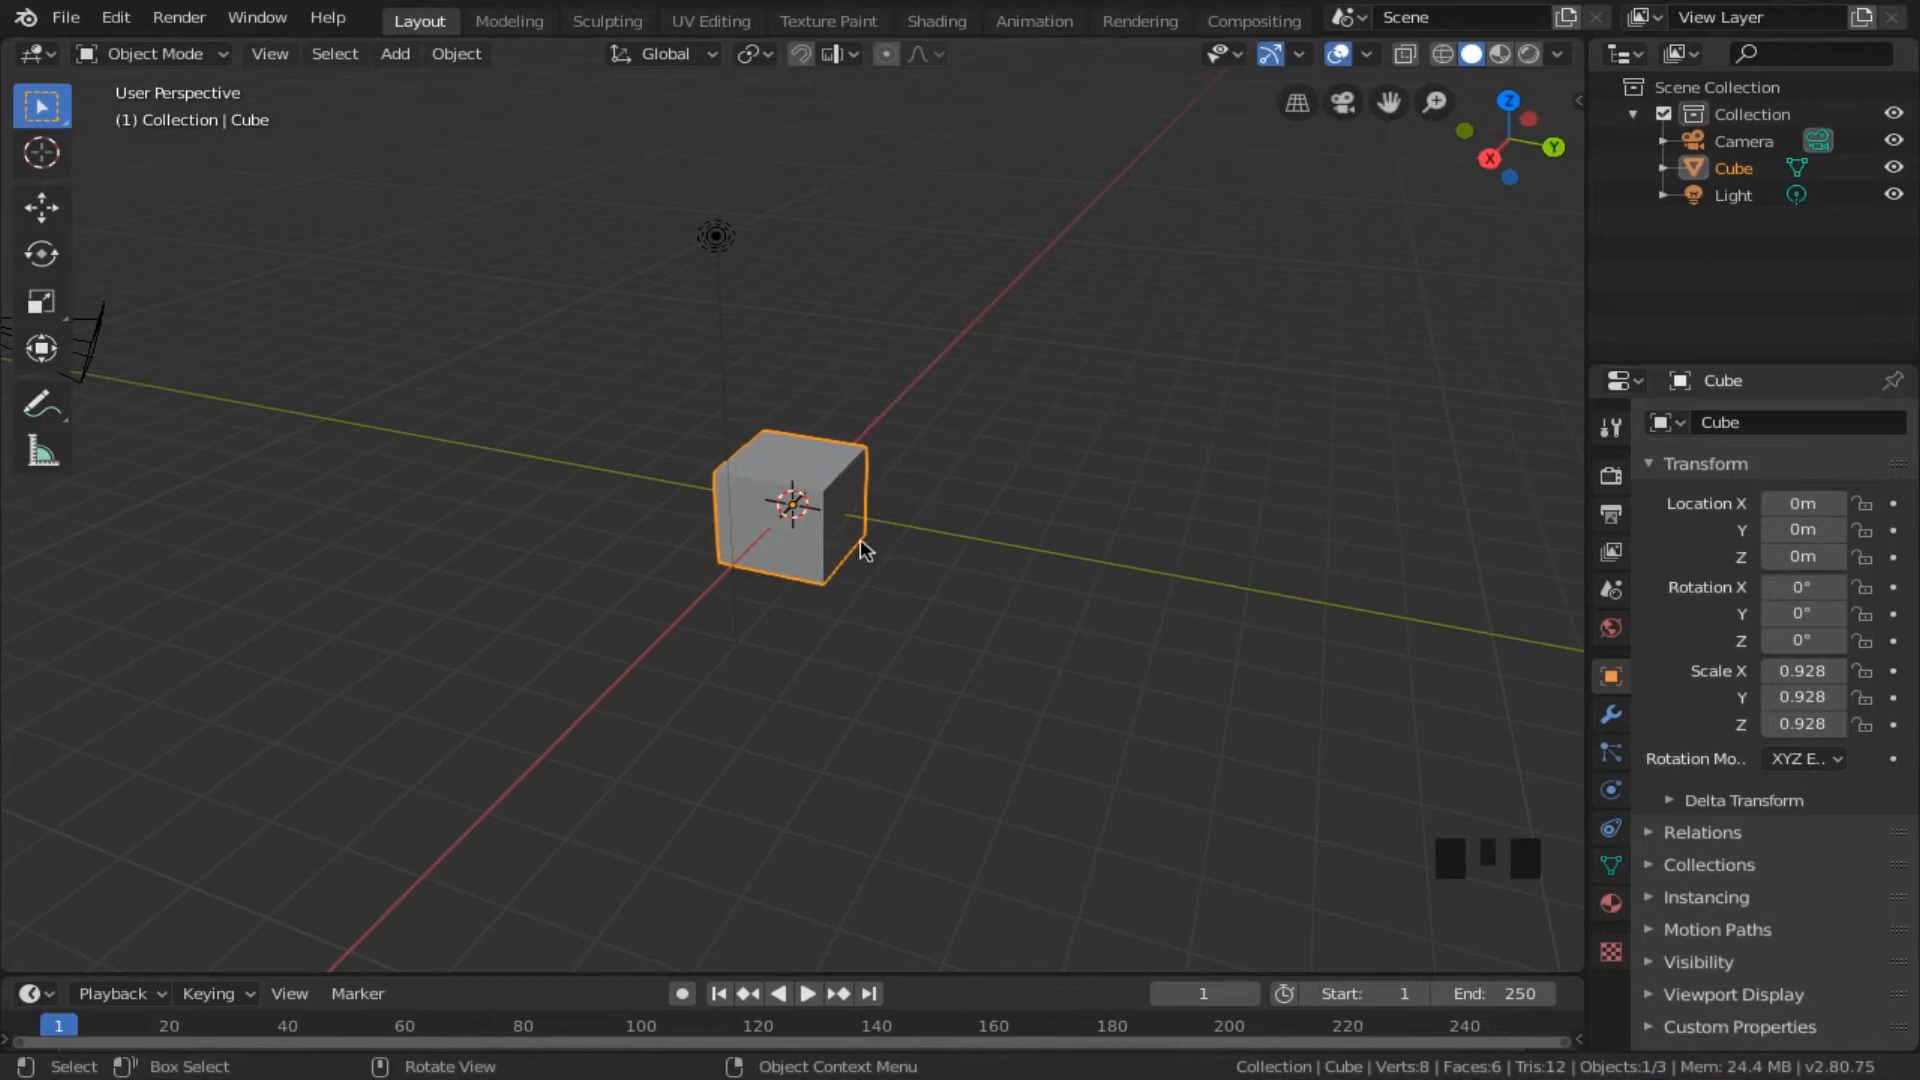 File Edit Render Window Help Layout Modeling Sculpting UV Editing Texture Paint Shading Animation Rendering Compositing Scene View Layer
Object Mode View Select Add Object Global
User Perspective
(1) Collection | Cube
Z
Y
X
Scene Collection
Collection
Camera
Cube
Light
Cube
Cube
Transform
Location X 0m
Y 0m
Z 0m
Rotation X 0°
Y 0°
Z 0°
Scale X 0.928
Y 0.928
Z 0.928
Rotation Mo.. XYZ E..
Delta Transform
Relations
Collections
Instancing
Motion Paths
Visibility
Viewport Display
Custom Properties
Playback Keying View Marker 1 Start: 1 End: 250
1 20 40 60 80 100 120 140 160 180 200 220 240
Select Box Select Rotate View Object Context Menu Collection | Cube | Verts:8 | Faces:6 | Tris:12 | Objects:1/3 | Mem: 24.4 MB | v2.80.75